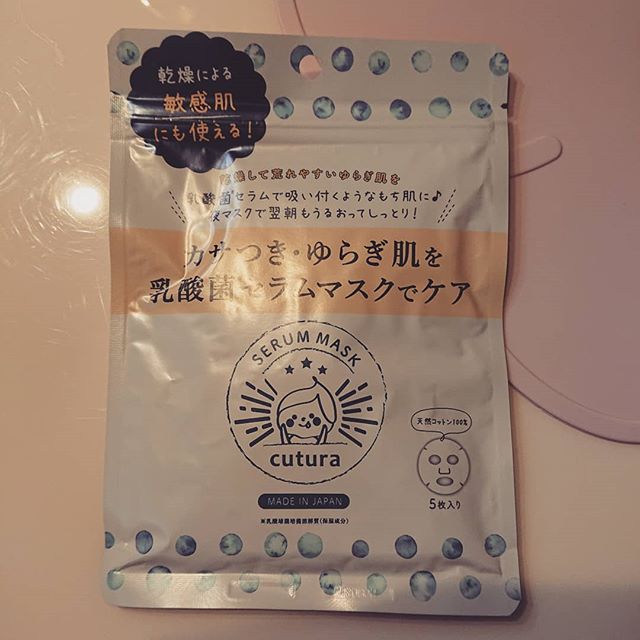 乾燥による
敏感肌
にも使える！
乾燥して荒れやすいゆらぎ肌を
乳酸菌セラムで吸い付くようなもち肌に♪
夜マスクで翌朝もうるおってしっとり！
カサつき・ゆらぎ肌を
乳酸菌セラムマスクでケア
SERUM MASK
cutura
天然コットン100%
5枚入り
MADE IN JAPAN